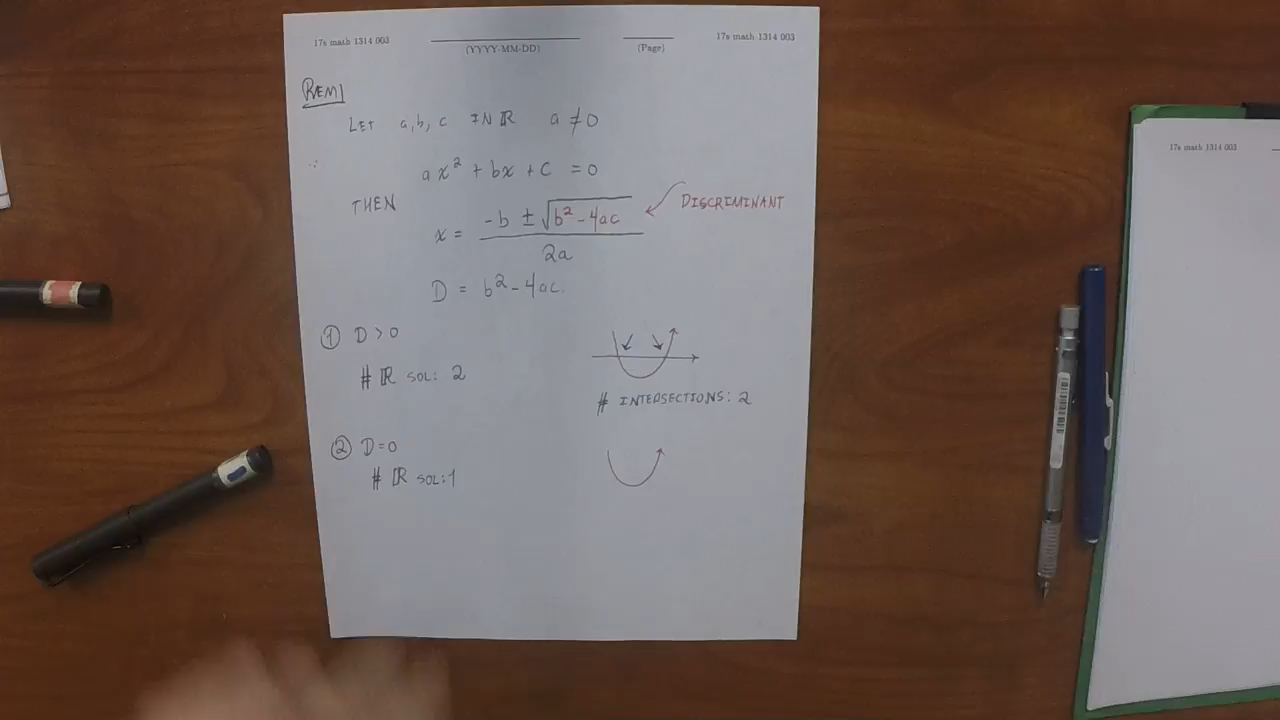 17s math 1314 003 (YYYY-MM-DD) (Page) 17s math 1314 003
REM1
LET a, b, c IN ℝ a ≠ 0
∵ ax² + bx + c = 0
THEN
x = (-b ± √(b² - 4ac)) / 2a
DISCRIMINANT
D = b² - 4ac.
① D > 0
# ℝ SOL: 2
# INTERSECTIONS: 2
② D = 0
# ℝ SOL: 1
17s math 1314 003